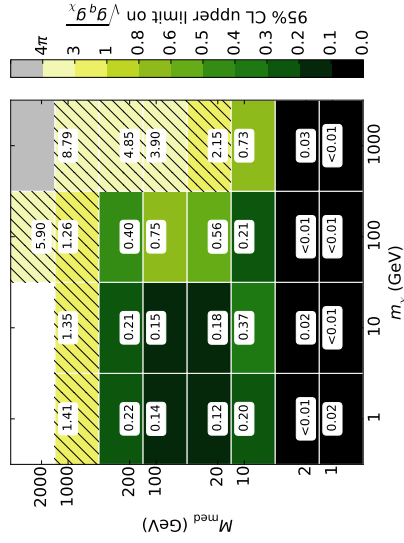 M_med (GeV)
2000 5.90
1000 1.41 1.35 1.26 8.79
200 0.22 0.21 0.40 4.85
100 0.14 0.15 0.75 3.90
20 0.12 0.18 0.56 2.15
10 0.20 0.37 0.21 0.73
2 <0.01 0.02 <0.01 0.03
1 0.02 <0.01 <0.01 <0.01
1 10 100 1000
m_χ (GeV)
4π
3
1
0.8
0.6
0.5
0.4
0.3
0.2
0.1
0.0
95% CL upper limit on √(g_q g_χ)